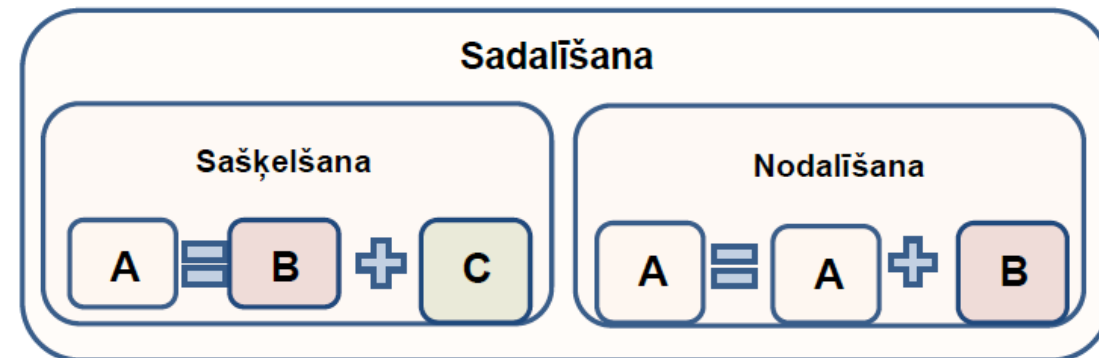 Sadalīšana
Sašķelšana
A = B + C
Nodalīšana
A = A + B